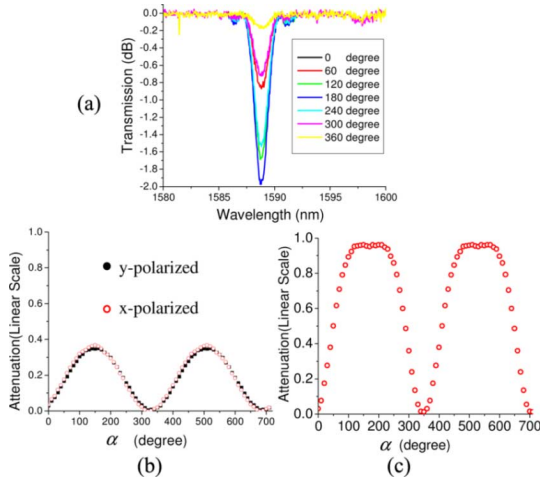 0.0
-0.2
-0.4
-0.6
-0.8
-1.0
-1.2
-1.4
-1.6
-1.8
-2.0
Transmission (dB)
0 degree
60 degree
120 degree
180 degree
240 degree
300 degree
360 degree
1580 1585 1590 1595 1600
Wavelength (nm)
(a)
1.0
0.8
0.6
0.4
0.2
0.0
Attenuation(Linear Scale)
y-polarized
x-polarized
0 100 200 300 400 500 600 700
α (degree)
(b)
1.0
0.8
0.6
0.4
0.2
0.0
Attenuation(Linear Scale)
0 100 200 300 400 500 600 700
α (degree)
(c)